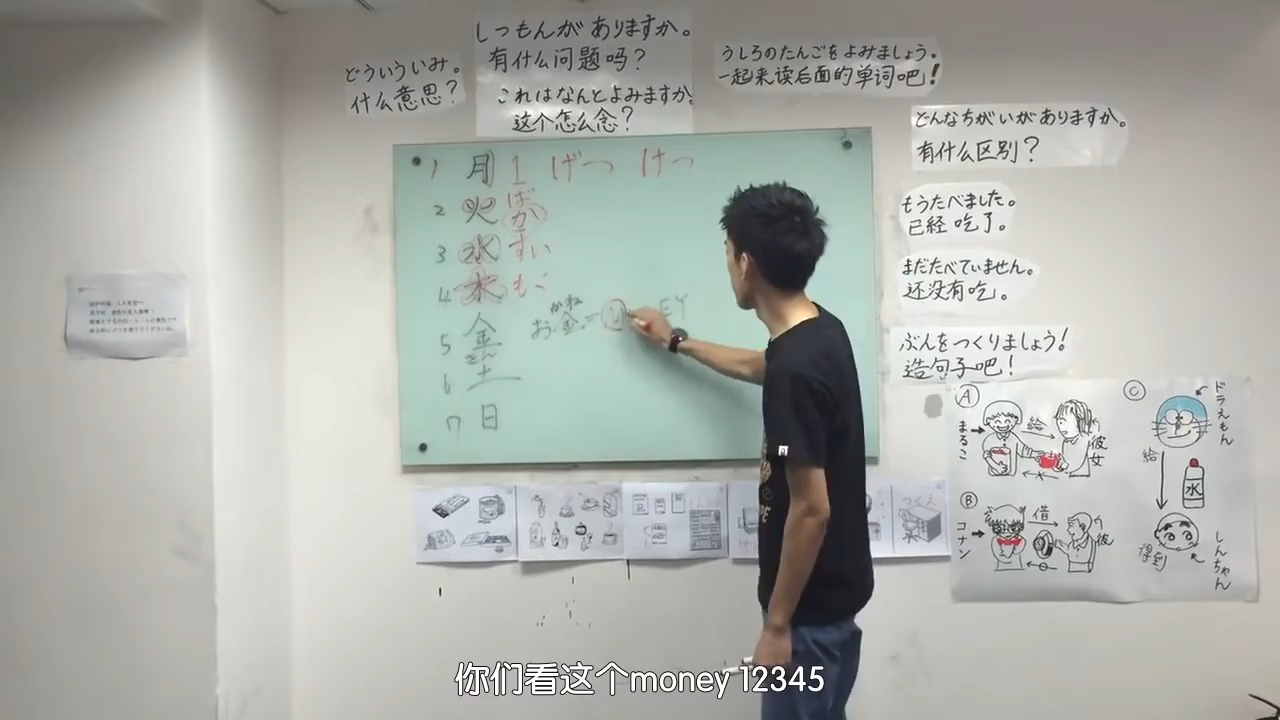 しつもんが ありますか。
有什么问题吗？
これはなんとよみますか。
这个怎么念？
どういういみ。
什么意思？
うしろのたんごをよみましょう。
一起来读后面的单词吧！
どんなちがいがありますか。
有什么区别？
もうたべました。
已经吃了。
まだたべていません。
还没有吃。
ぶんをつくりましょう！
造句子吧！
1 月 1 げつ けつ
2 火 ばか
3 水 すい
4 木 も
かね
お金 = EY
5 金
6 土
7 日
つくえ
A
まるこ
给
彼女
B
コナン
借
彼
C
ドラえもん
给
水
得到
しんちゃん
你们看这个money 12345